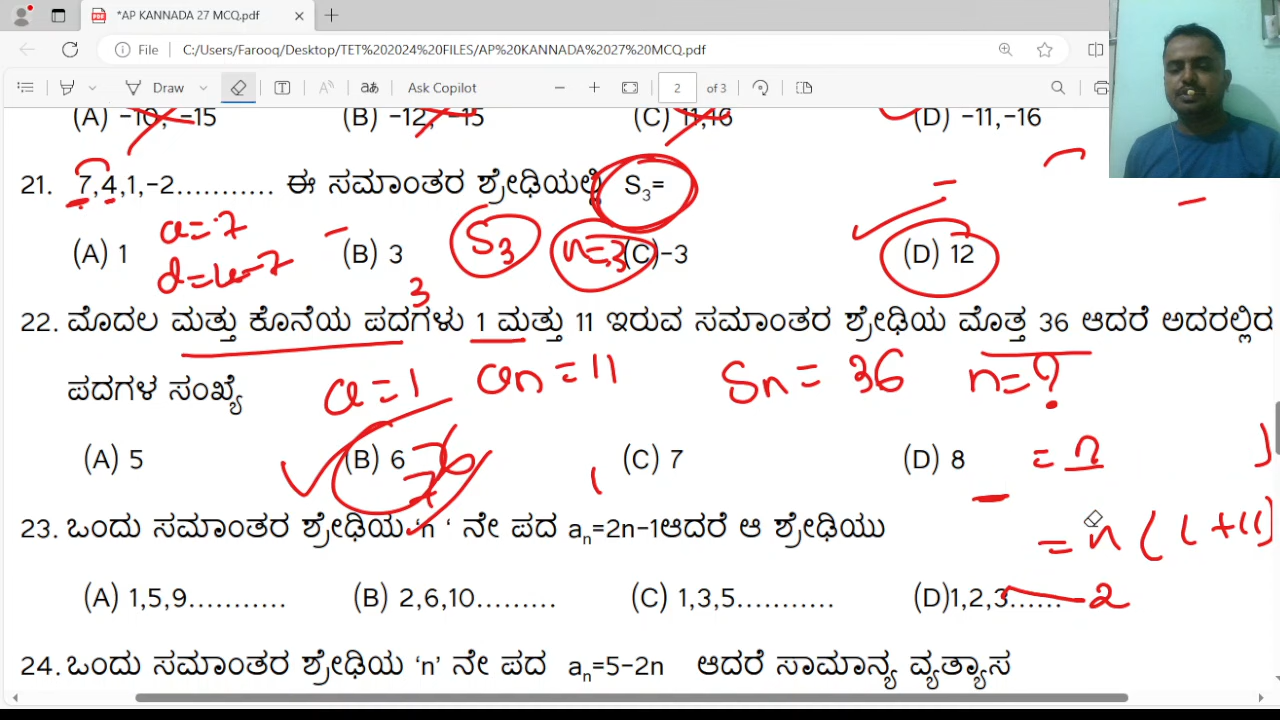 *AP KANNADA 27 MCQ.pdf
File C:/Users/Farooq/Desktop/TET%202024%20FILES/AP%20KANNADA%2027%20MCQ.pdf
Draw Ask Copilot 2 of 3
(A) -10, -15 (B) -12, -15 (C) 11,16 (D) -11,-16
21. 7,4,1,-2........... ಈ ಸಮಾಂತರ ಶ್ರೇಢಿಯಲ್ಲಿ S3=
a=7 S3 n=3
(A) 1 (B) 3 (C)-3 (D) 12
d=4-7
3
22. ಮೊದಲ ಮತ್ತು ಕೊನೆಯ ಪದಗಳು 1 ಮತ್ತು 11 ಇರುವ ಸಮಾಂತರ ಶ್ರೇಢಿಯ ಮೊತ್ತ 36 ಆದರೆ ಅದರಲ್ಲಿರ
ಪದಗಳ ಸಂಖ್ಯೆ a=1 an=11 Sn=36 n=?
(A) 5 (B) 6 (C) 7 (D) 8
23. ಒಂದು ಸಮಾಂತರ ಶ್ರೇಢಿಯ 'n ' ನೇ ಪದ an=2n-1ಆದರೆ ಆ ಶ್ರೇಢಿಯು
= n (1+11)
2
(A) 1,5,9........... (B) 2,6,10......... (C) 1,3,5........... (D)1,2,3......
24. ಒಂದು ಸಮಾಂತರ ಶ್ರೇಢಿಯ 'n' ನೇ ಪದ an=5-2n ಆದರೆ ಸಾಮಾನ್ಯ ವ್ಯತ್ಯಾಸ